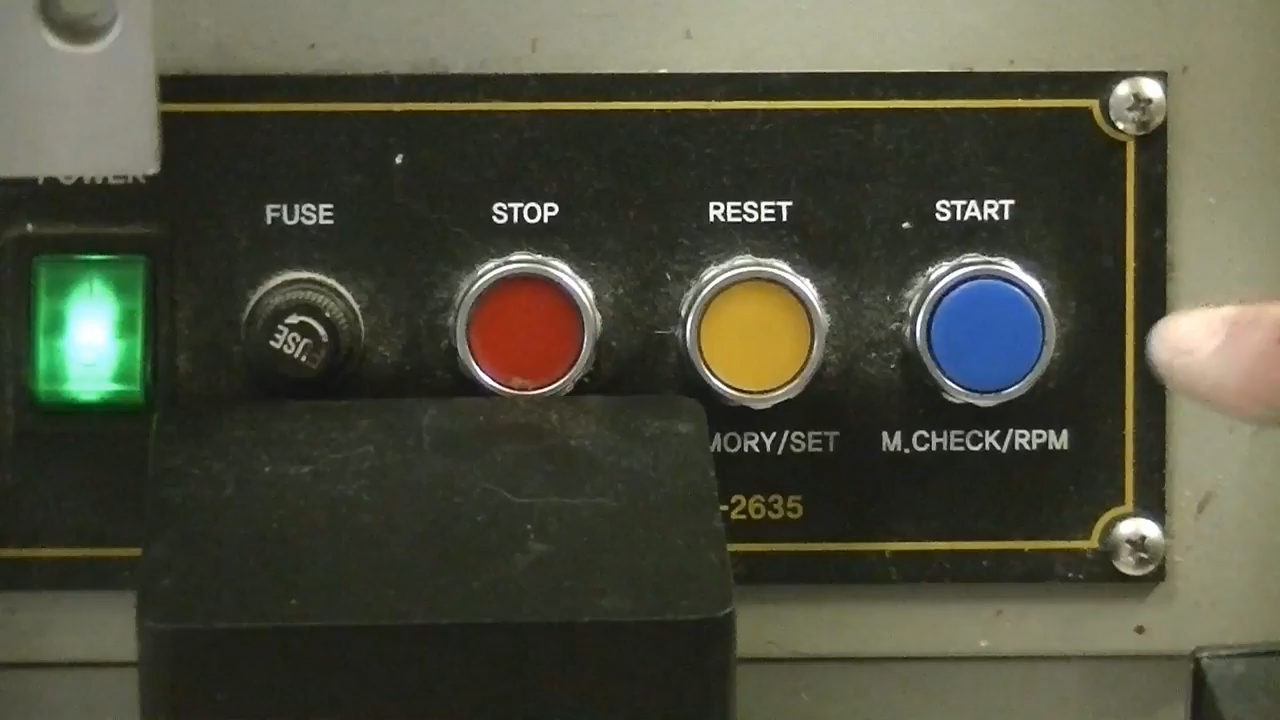 POWER
FUSE
STOP
RESET
START
FUSE
MORY/SET
M.CHECK/RPM
-2635